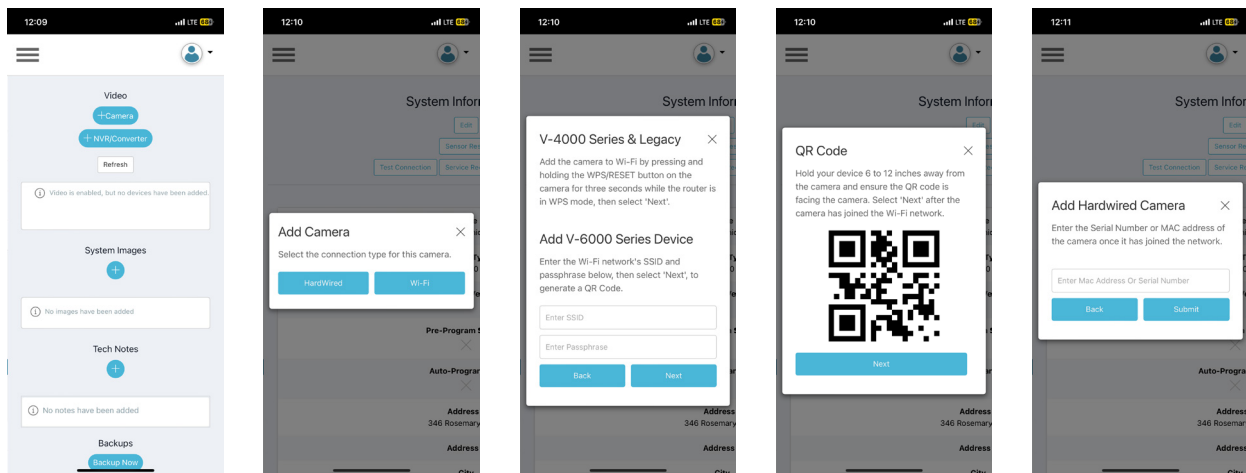 12:09
LTE
Video
+Camera
+ NVR/Converter
Refresh
Video is enabled, but no devices have been added.
System Images
No images have been added
Tech Notes
No notes have been added
Backups
Backup Now
12:10
LTE
System Infor
Edit
Sensor Re
Test Connection
Service Re
Add Camera
Select the connection type for this camera.
HardWired
Wi-Fi
Pre-Program S
Auto-Program
Address
346 Rosemary
Address
City
12:10
LTE
System Infor
V-4000 Series & Legacy
Add the camera to Wi-Fi by pressing and
holding the WPS/RESET button on the
camera for three seconds while the router is
in WPS mode, then select 'Next'.
Add V-6000 Series Device
Enter the Wi-Fi network's SSID and
passphrase below, then select 'Next', to
generate a QR Code.
Enter SSID
Enter Passphrase
Back
Next
Address
346 Rosemary
Address
City
12:10
LTE
System Infor
Edit
QR Code
Hold your device 6 to 12 inches away from
the camera and ensure the QR code is
facing the camera. Select 'Next' after the
camera has joined the Wi-Fi network.
Next
Address
346 Rosemary
Address
City
12:11
LTE
System Infor
Edit
Sensor Re
Test Connection
Service Re
Add Hardwired Camera
Enter the Serial Number or MAC address of
the camera once it has joined the network.
Enter Mac Address Or Serial Number
Back
Submit
Auto-Progra
Address
346 Rosemary
Address
City